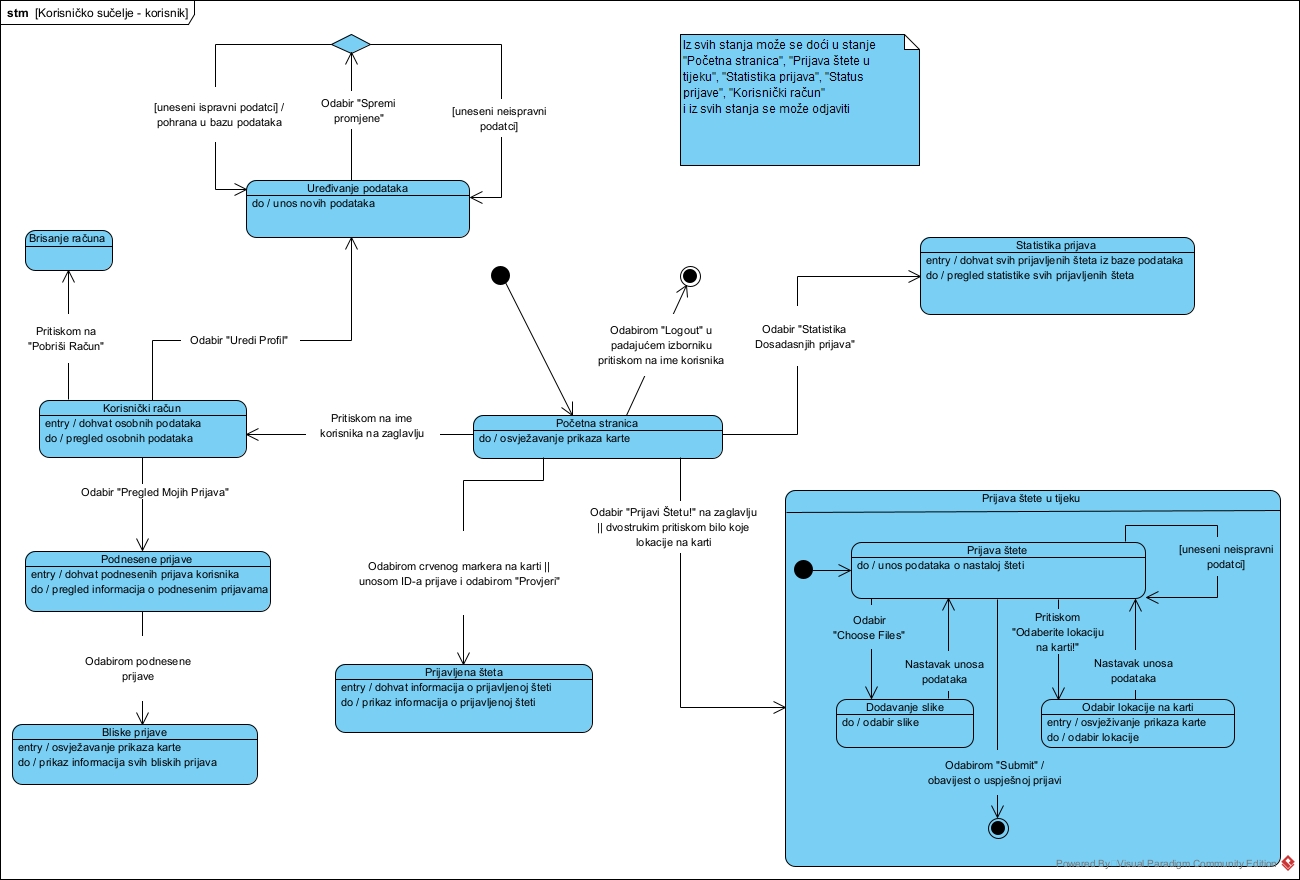 stm [Korisničko sučelje - korisnik]
Iz svih stanja može se doći u stanje
"Početna stranica", "Prijava štete u
tijeku", "Statistika prijava", "Status
prijave", "Korisnički račun"
i iz svih stanja se može odjaviti
[uneseni ispravni podatci] /
pohrana u bazu podataka
Odabir "Spremi
promjene"
[uneseni neispravni
podatci]
Uređivanje podataka
do / unos novih podataka
Brisanje računa
Pritiskom na
"Pobriši Račun"
Odabir "Uredi Profil"
Odabirom "Logout" u
padajućem izborniku
pritiskom na ime korisnika
Odabir "Statistika
Dosadasnjih prijava"
Statistika prijava
entry / dohvat svih prijavljenih šteta iz baze podataka
do / pregled statistike svih prijavljenih šteta
Korisnički račun
entry / dohvat osobnih podataka
do / pregled osobnih podataka
Pritiskom na ime
korisnika na zaglavlju
Početna stranica
do / osvježavanje prikaza karte
Odabir "Pregled Mojih Prijava"
Podnesene prijave
entry / dohvat podnesenih prijava korisnika
do / pregled informacija o podnesenim prijavama
Odabirom podnesene
prijave
Bliske prijave
entry / osvježavanje prikaza karte
do / prikaz informacija svih bliskih prijava
Odabirom crvenog markera na karti ||
unosom ID-a prijave i odabirom "Provjeri"
Prijavljena šteta
entry / dohvat informacija o prijavljenoj šteti
do / prikaz informacija o prijavljenoj šteti
Odabir "Prijavi Štetu!" na zaglavlju
|| dvostrukim pritiskom bilo koje
lokacije na karti
Prijava štete u tijeku
Prijava štete
do / unos podataka o nastaloj šteti
[uneseni neispravni
podatci]
Odabir
"Choose Files"
Nastavak unosa
podataka
Pritiskom
"Odaberite lokaciju
na karti!"
Nastavak unosa
podataka
Dodavanje slike
do / odabir slike
Odabir lokacije na karti
entry / osvježivanje prikaza karte
do / odabir lokacije
Odabirom "Submit" /
obavijest o uspješnoj prijavi
Powered By Visual Paradigm Community Edition